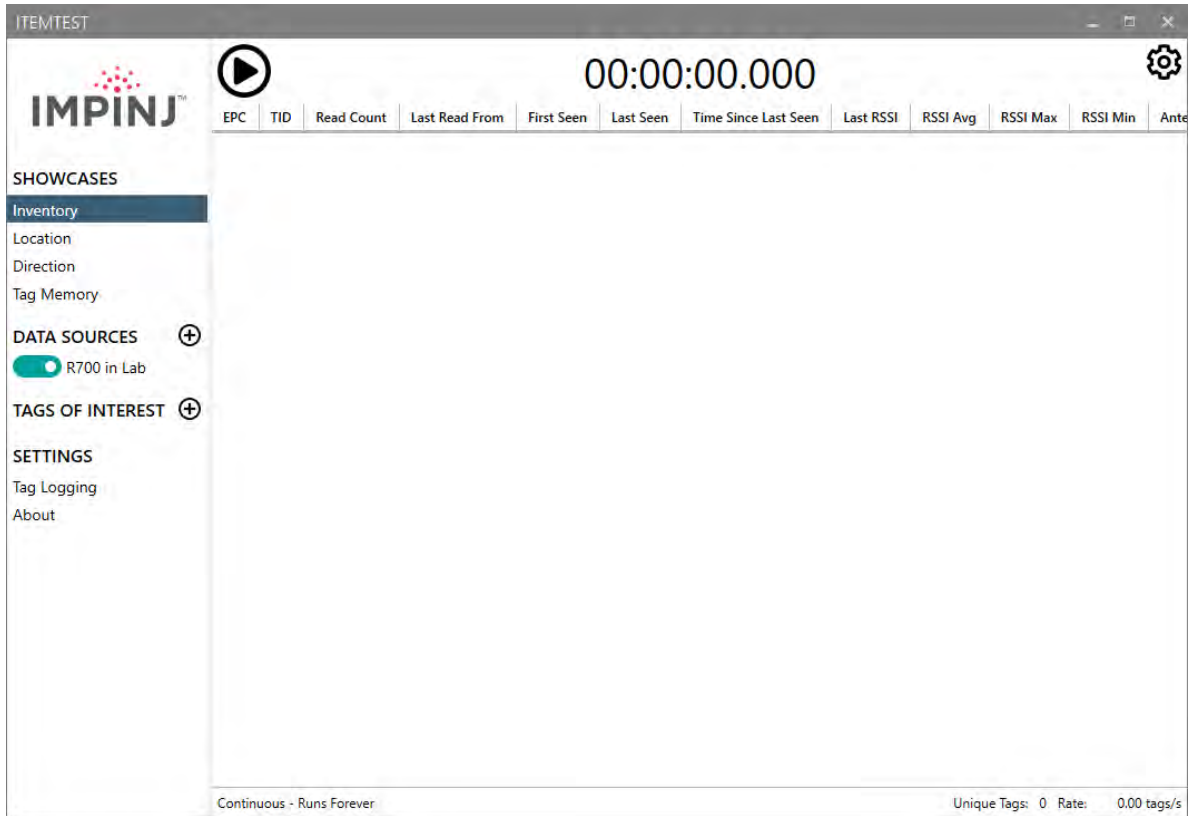 ITEMTEST
IMPINJ™
00:00:00.000
EPC TID Read Count Last Read From First Seen Last Seen Time Since Last Seen Last RSSI RSSI Avg RSSI Max RSSI Min Ante
SHOWCASES
Inventory
Location
Direction
Tag Memory
DATA SOURCES
R700 in Lab
TAGS OF INTEREST
SETTINGS
Tag Logging
About
Continuous - Runs Forever Unique Tags: 0 Rate: 0.00 tags/s